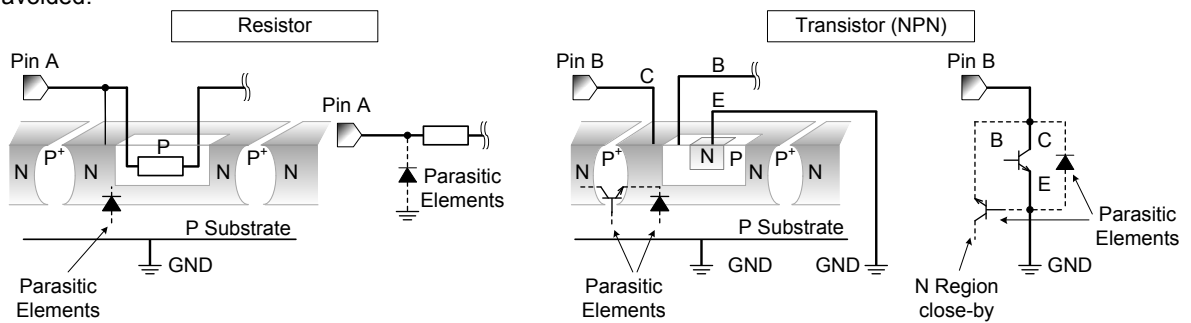 avoided.
Resistor
Transistor (NPN)
Pin A
Pin B
C
B
E
Pin B
Pin A
P
N
P+
N
N
P+
N
Parasitic
Elements
P Substrate
GND
Parasitic
Elements
N
P+
N
N
P
N
P+
N
P Substrate
GND
GND
Parasitic
Elements
B
C
E
Parasitic
Elements
GND
N Region
close-by